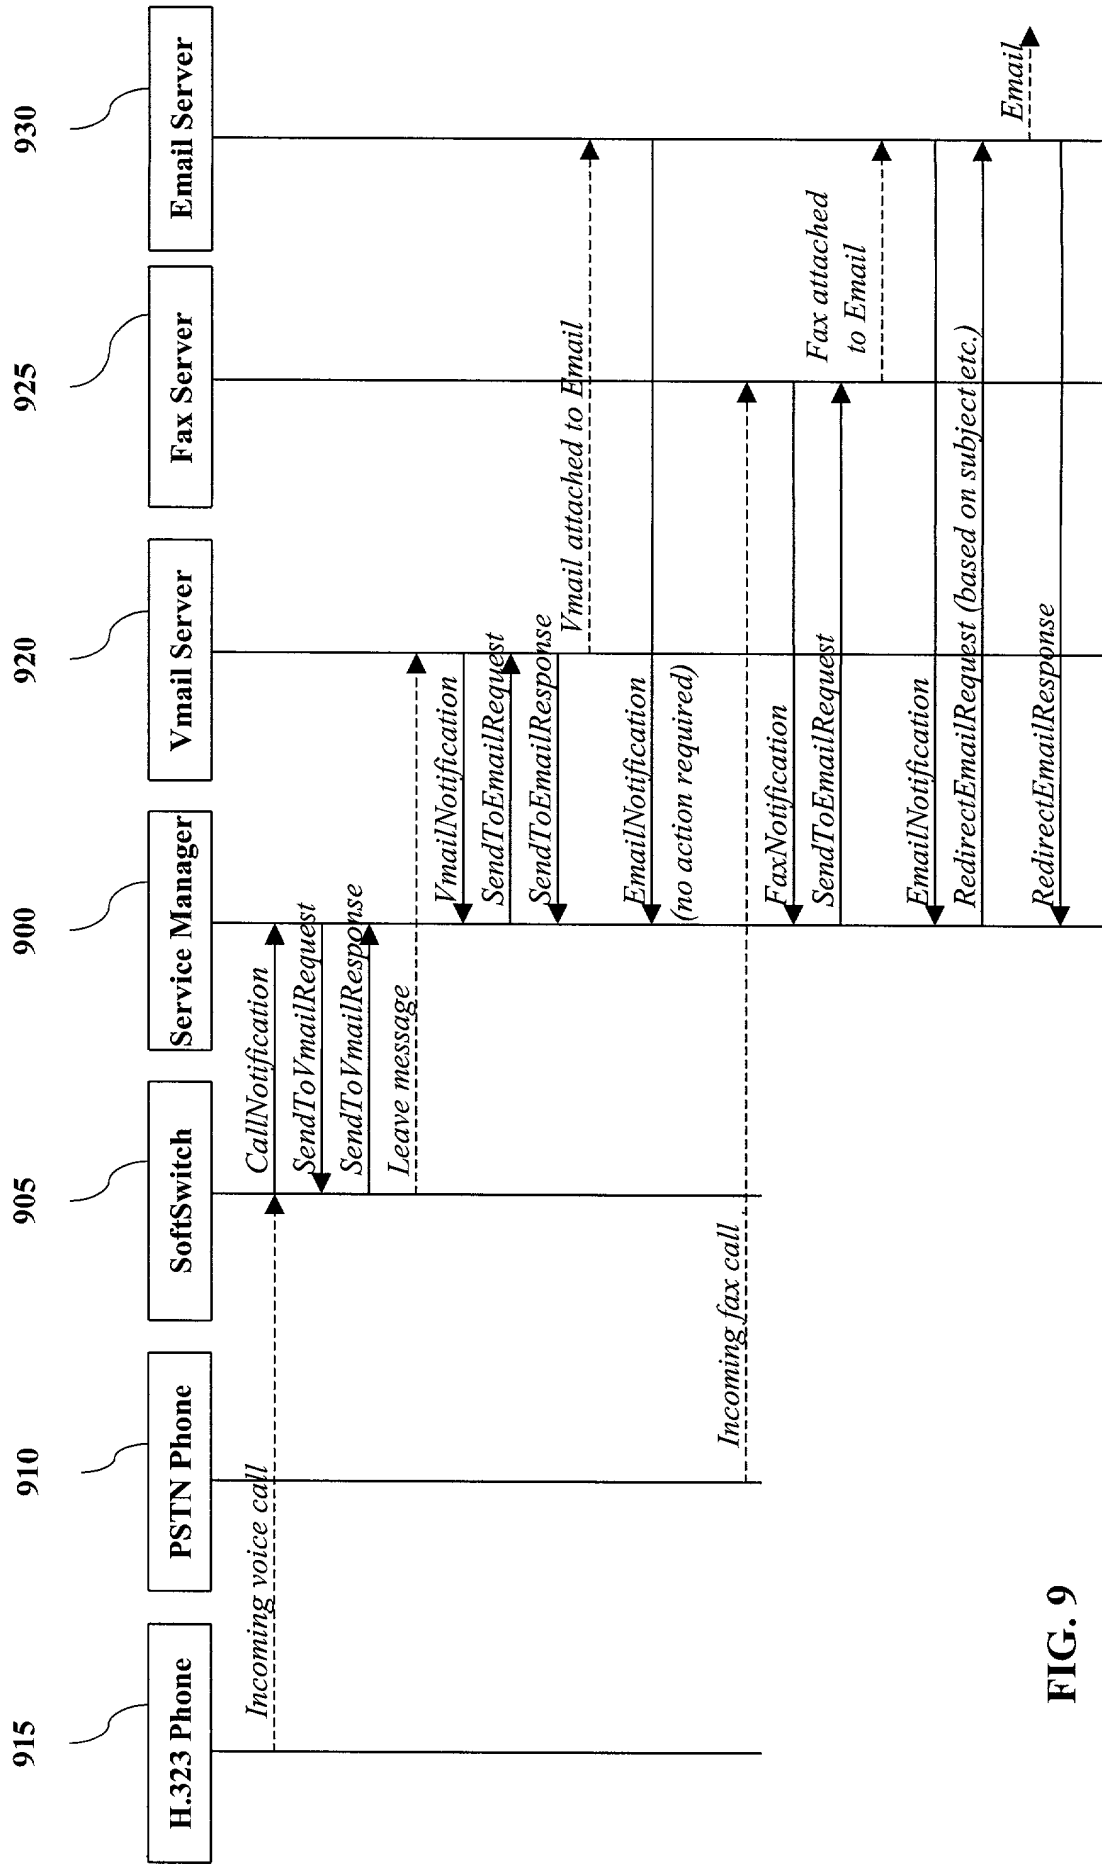 915
910
905
900
920
925
930
H.323 Phone
PSTN Phone
SoftSwitch
Service Manager
Vmail Server
Fax Server
Email Server
Incoming voice call
CallNotification
SendToVmailRequest
SendToVmailResponse
Leave message
VmailNotification
SendToEmailRequest
SendToEmailResponse
Vmail attached to Email
EmailNotification
(no action required)
Incoming fax call
FaxNotification
SendToEmailRequest
Fax attached
to Email
EmailNotification
RedirectEmailRequest (based on subject etc.)
Email
RedirectEmailResponse
FIG. 9